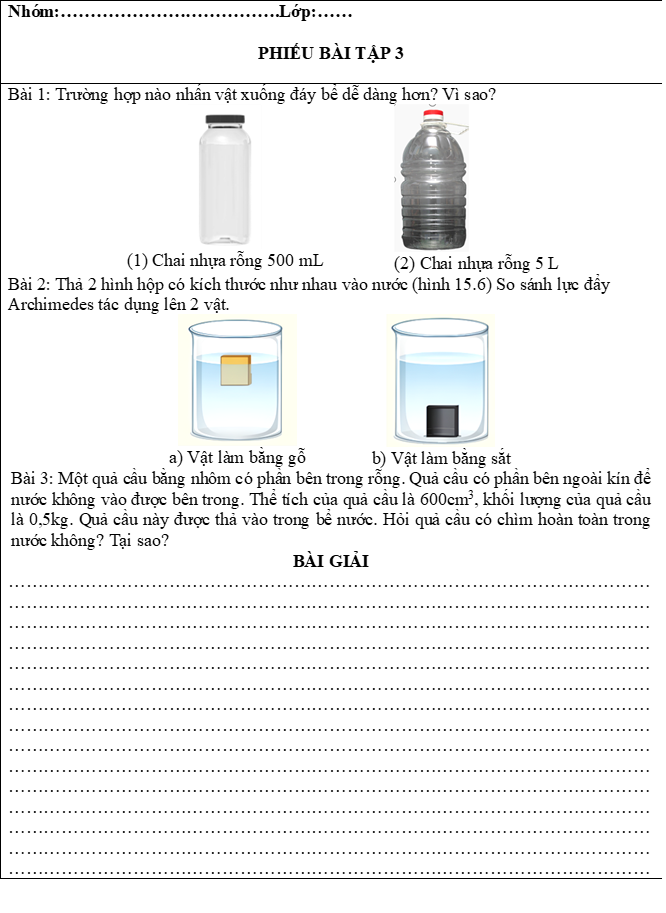 Nhóm:……………………………….Lớp:……
PHIẾU BÀI TẬP 3
Bài 1: Trường hợp nào nhấn vật xuống đáy bể dễ dàng hơn? Vì sao?
(1) Chai nhựa rỗng 500 mL
(2) Chai nhựa rỗng 5 L
Bài 2: Thả 2 hình hộp có kích thước như nhau vào nước (hình 15.6) So sánh lực đẩy
Archimedes tác dụng lên 2 vật.
a) Vật làm bằng gỗ
b) Vật làm bằng sắt
Bài 3: Một quả cầu bằng nhôm có phần bên trong rỗng. Quả cầu có phần bên ngoài kín để
nước không vào được bên trong. Thể tích của quả cầu là 600cm³, khối lượng của quả cầu
là 0,5kg. Quả cầu này được thả vào trong bể nước. Hỏi quả cầu có chìm hoàn toàn trong
nước không? Tại sao?
BÀI GIẢI